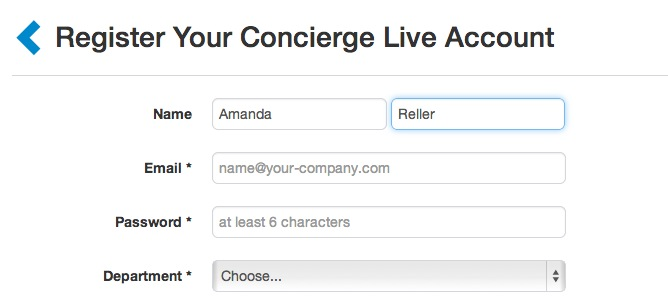 Register Your Concierge Live Account
Name Amanda Reller
Email * name@your-company.com
Password * at least 6 characters
Department * Choose...